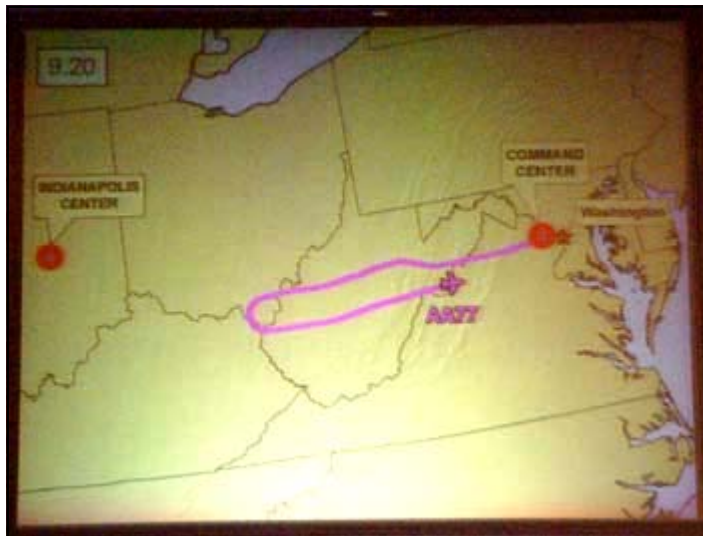 9.20
INDIANAPOLIS
CENTER
COMMAND
CENTER
Washington
AA77